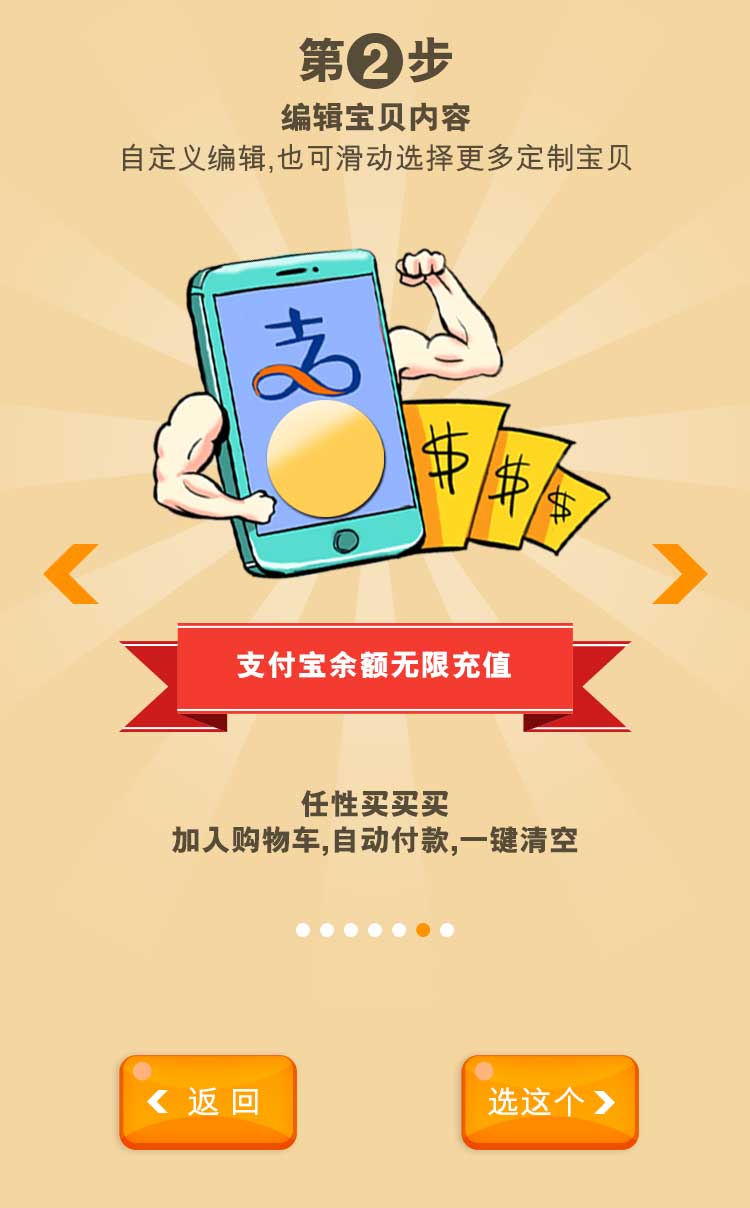 第2步
编辑宝贝内容
自定义编辑,也可滑动选择更多定制宝贝
支
$ $ $
支付宝余额无限充值
任性买买买
加入购物车,自动付款,一键清空
返回
选这个